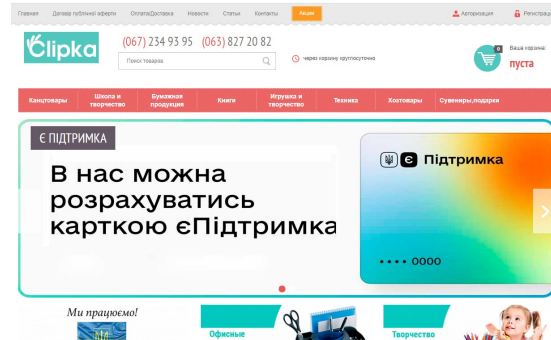 Главная Договір публічної оферти Оплата/Доставка Новости Статьи Контакты Акции Авторизация Регистрац
Clipka
(067) 234 93 95 (063) 827 20 82
Поиск товаров
через корзину круглосуточно
0
Ваша корзина:
пуста
Канцтовары Школа и творчество Бумажная продукция Книги Игрушка и творчество Техника Хозтовары Сувениры,подарки
Є ПІДТРИМКА
В нас можна
розрахуватись
карткою єПідтримка
Є Підтримка
•••• 0000
Ми працюємо!
Офисные
Творчество